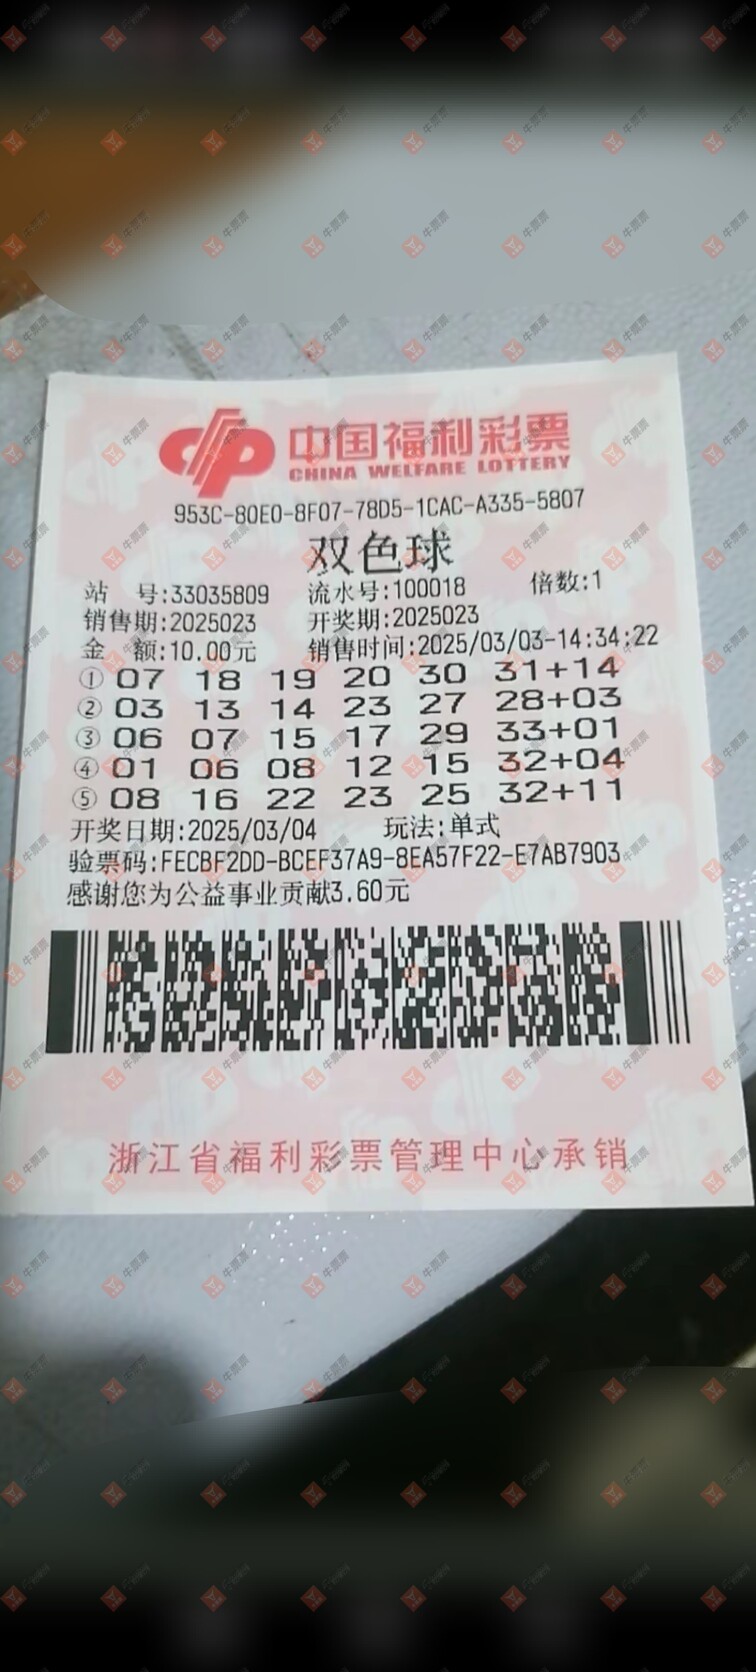 中国福利彩票
CHINA WELFARE LOTTERY
953C-80E0-8F07-78D5-1CAC-A335-5807
双色球
站 号:33035809 流水号:100018 倍数:1
销售期:2025023 开奖期:2025023
金 额:10.00元 销售时间:2025/03/03-14:34:22
① 07 18 19 20 30 31+14
② 03 13 14 23 27 28+03
③ 06 07 15 17 29 33+01
④ 01 06 08 12 15 32+04
⑤ 08 16 22 23 25 32+11
开奖日期:2025/03/04 玩法:单式
验票码:FECBF2DD-BCEF37A9-8EA57F22-E7AB7903
感谢您为公益事业贡献3.60元
浙江省福利彩票管理中心承销
牛票票